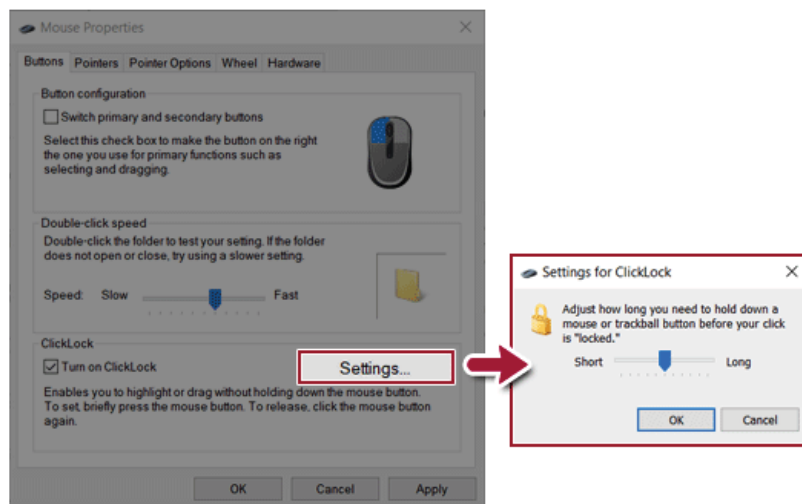 Mouse Properties
Buttons Pointers Pointer Options Wheel Hardware
Button configuration
Switch primary and secondary buttons
Select this check box to make the button on the right
the one you use for primary functions such as
selecting and dragging.
Double-click speed
Double-click the folder to test your setting. If the folder
does not open or close, try using a slower setting.
Speed: Slow Fast
ClickLock
Turn on ClickLock
Settings...
Enables you to highlight or drag without holding down the mouse button.
To set, briefly press the mouse button. To release, click the mouse button
again.
OK Cancel Apply
Settings for ClickLock
Adjust how long you need to hold down a
mouse or trackball button before your click
is "locked."
Short Long
OK Cancel